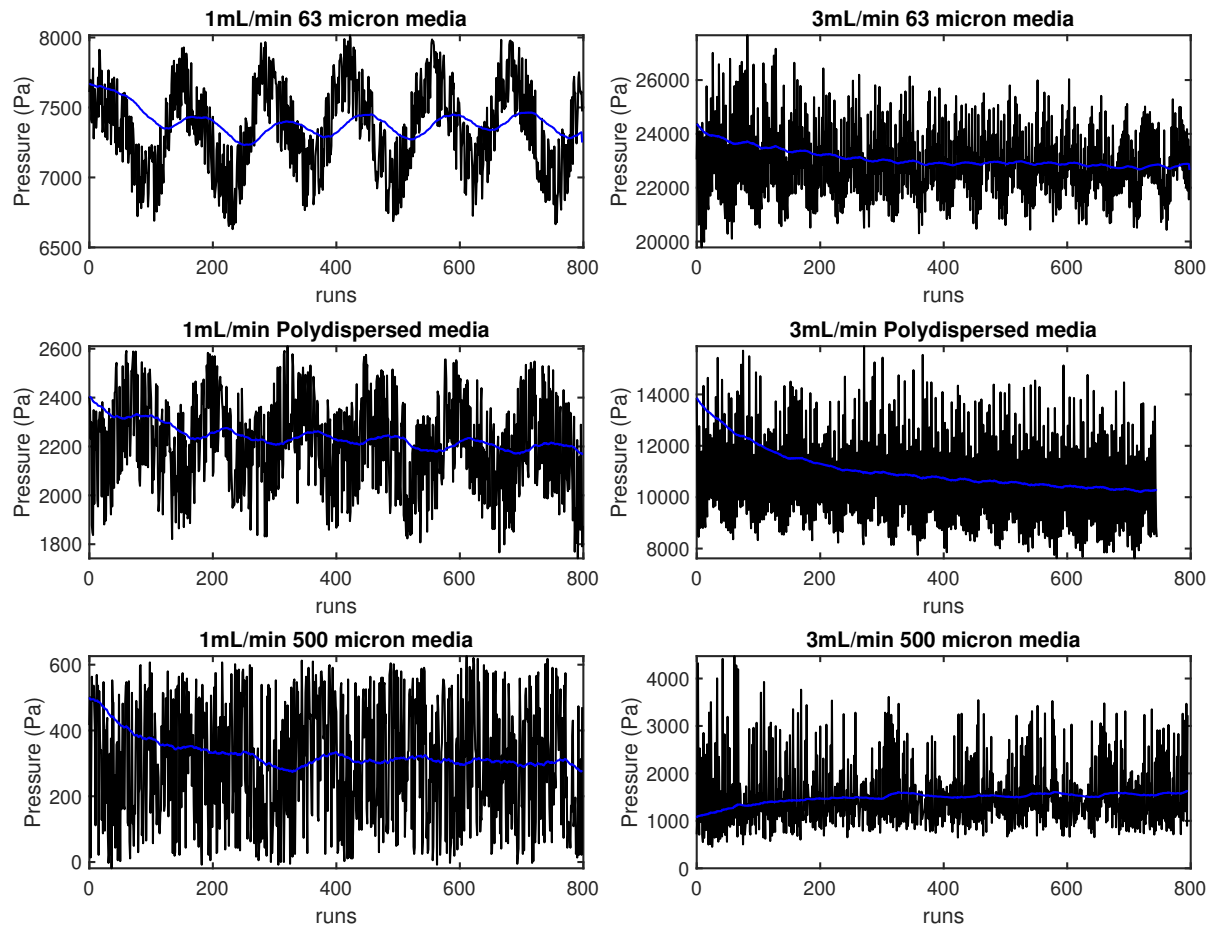 1mL/min 63 micron media
8000
7500
7000
6500
Pressure (Pa)
0 200 400 600 800
runs
3mL/min 63 micron media
26000
24000
22000
20000
Pressure (Pa)
0 200 400 600 800
runs
1mL/min Polydispersed media
2600
2400
2200
2000
1800
Pressure (Pa)
0 200 400 600 800
runs
3mL/min Polydispersed media
14000
12000
10000
8000
Pressure (Pa)
0 200 400 600 800
runs
1mL/min 500 micron media
600
400
200
0
Pressure (Pa)
0 200 400 600 800
runs
3mL/min 500 micron media
4000
3000
2000
1000
0
Pressure (Pa)
0 200 400 600 800
runs